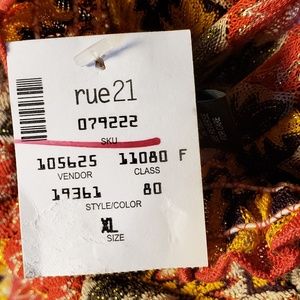 rue21
079222
SKU
105625 11080 F
VENDOR CLASS
19361 80
STYLE/COLOR
XL
SIZE